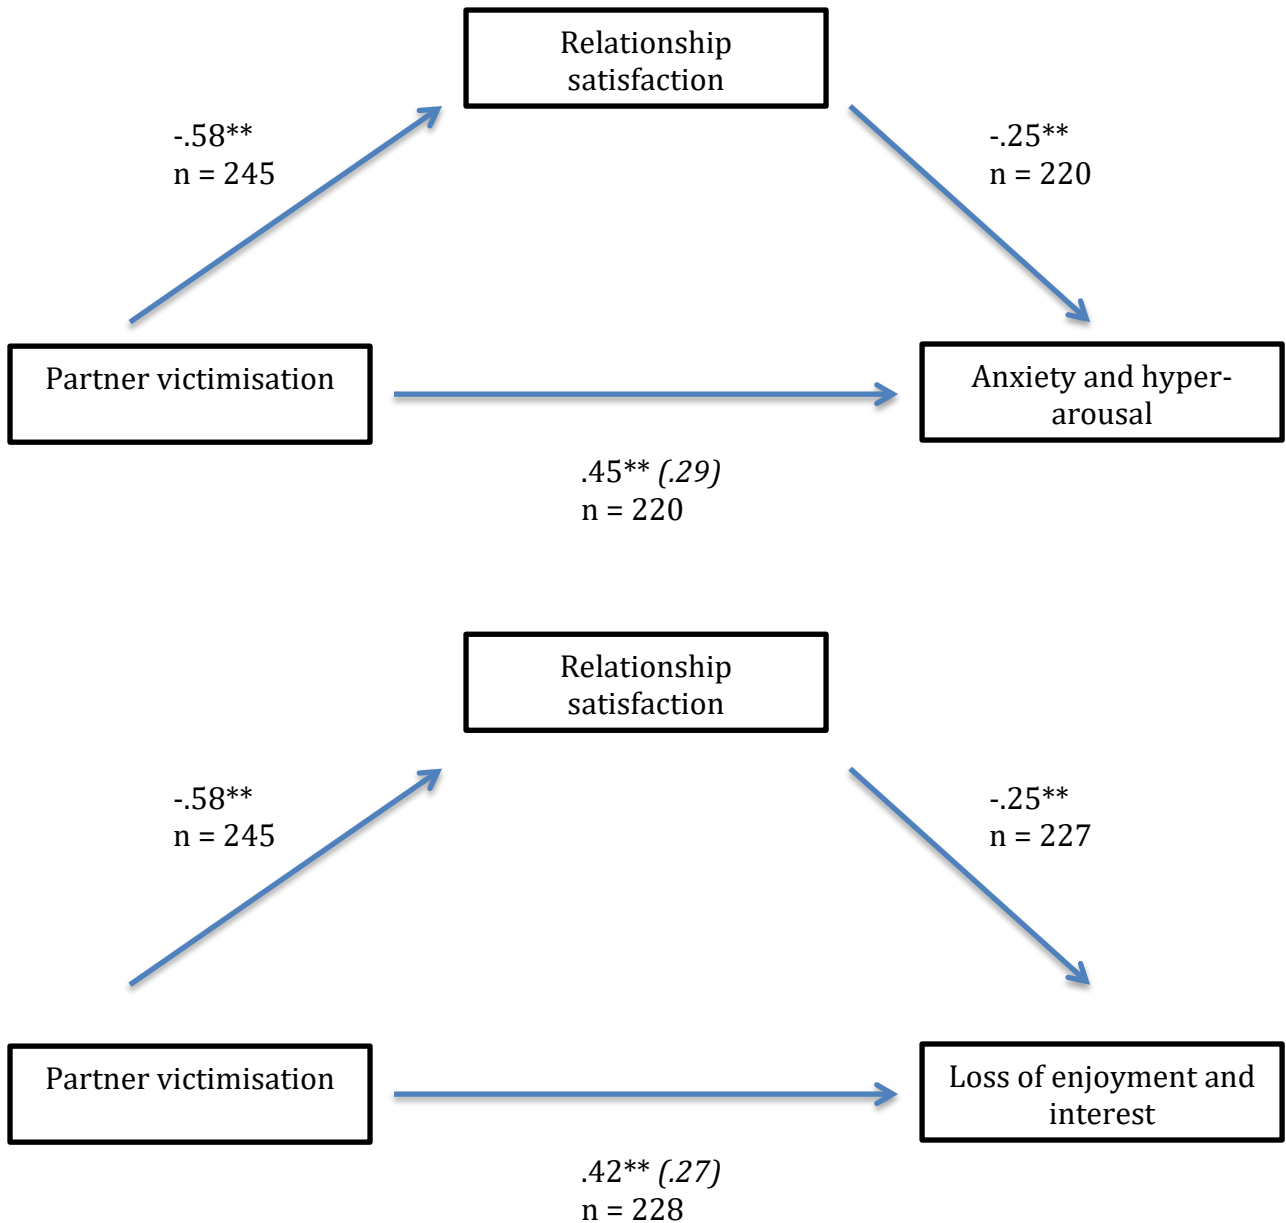 Relationship
satisfaction
-.58**
n = 245
-.25**
n = 220
Partner victimisation
Anxiety and hyper-
arousal
.45** (.29)
n = 220
Relationship
satisfaction
-.58**
n = 245
-.25**
n = 227
Partner victimisation
Loss of enjoyment and
interest
.42** (.27)
n = 228